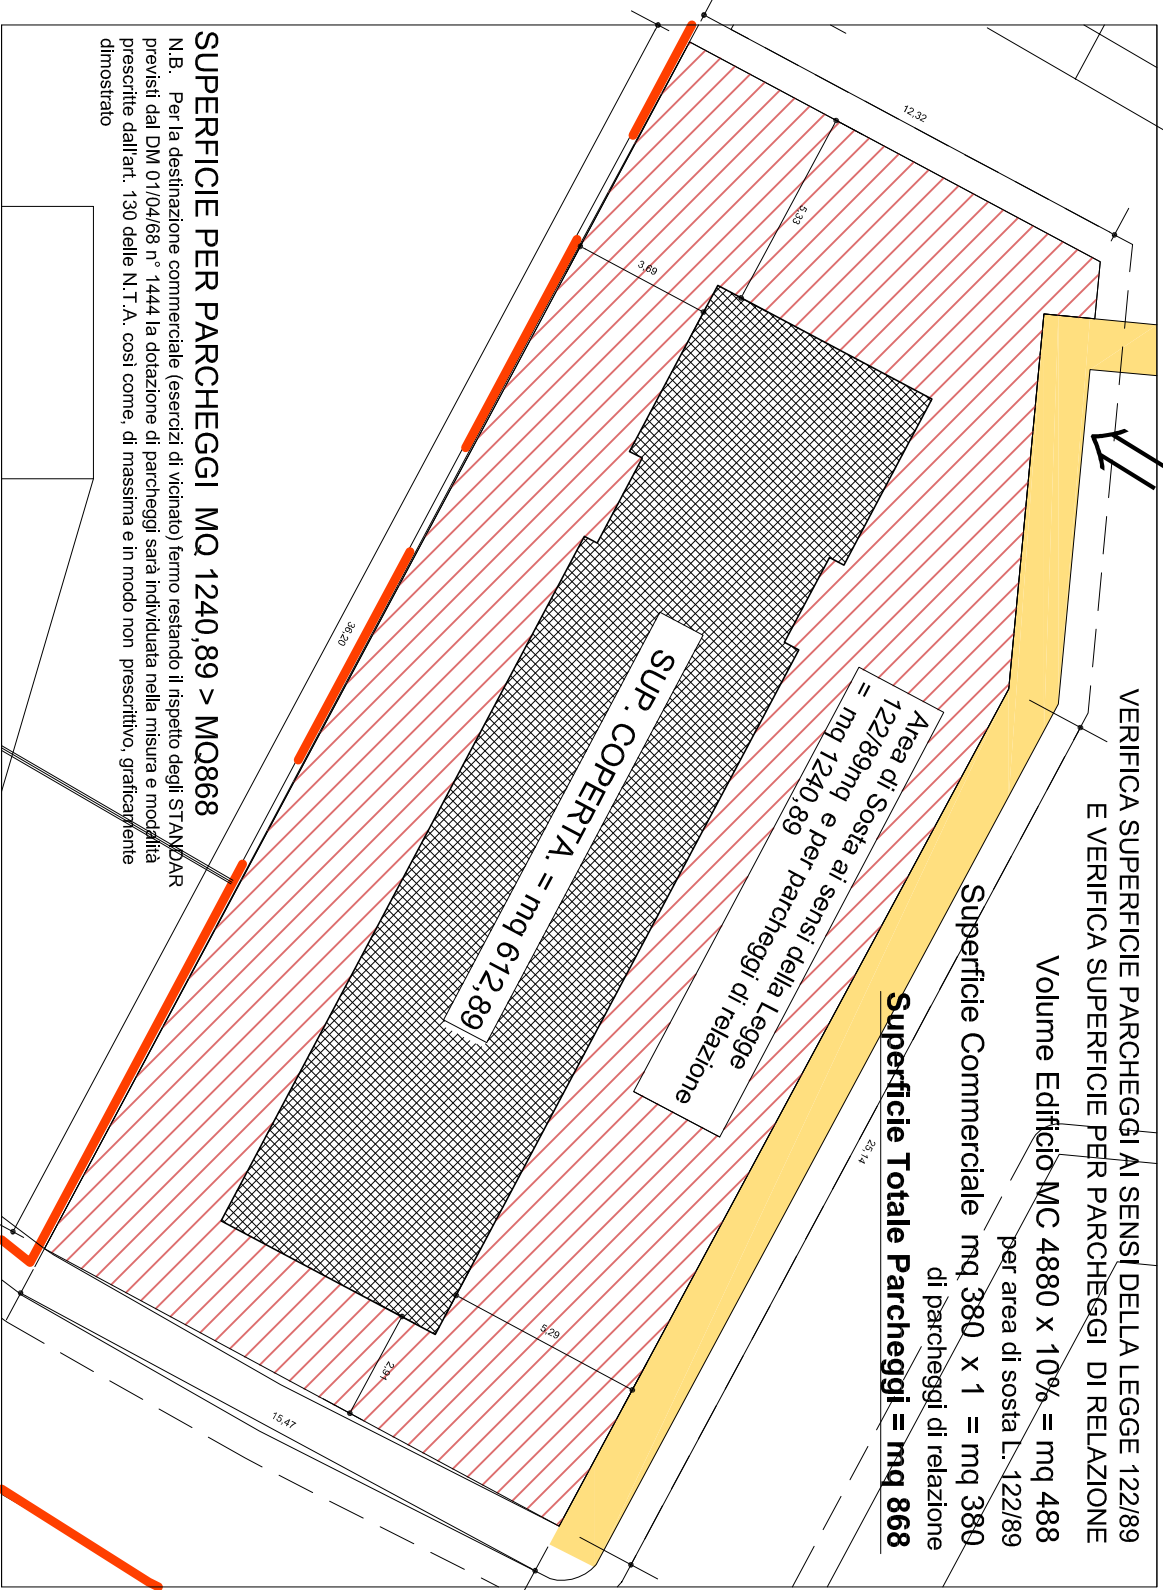 VERIFICA SUPERFICIE PARCHEGGI AI SENSI DELLA LEGGE 122/89
E VERIFICA SUPERFICIE PER PARCHEGGI DI RELAZIONE
Volume Edificio MC 4880 x 10% = mq 488
per area di sosta L. 122/89
Superficie Commerciale mq 380 x 1 = mq 380
di parcheggi di relazione
Superficie Totale Parcheggi = mq 868
12,32
5,33
3,69
Area di Sosta ai sensi della Legge
122/89mq e per parcheggi di relazione
= mq 1240,89
SUP. COPERTA. = mq 612,89
36,20
25,14
5,29
2,91
15,47
SUPERFICIE PER PARCHEGGI MQ 1240,89 > MQ868
N.B. Per la destinazione commerciale (esercizi di vicinato) fermo restando il rispetto degli STANDAR
previsti dal DM 01/04/68 n° 1444 la dotazione di parcheggi sarà individuata nella misura e modalità
prescritte dall'art. 130 delle N.T.A. così come, di massima e in modo non prescrittivo, graficamente
dimostrato